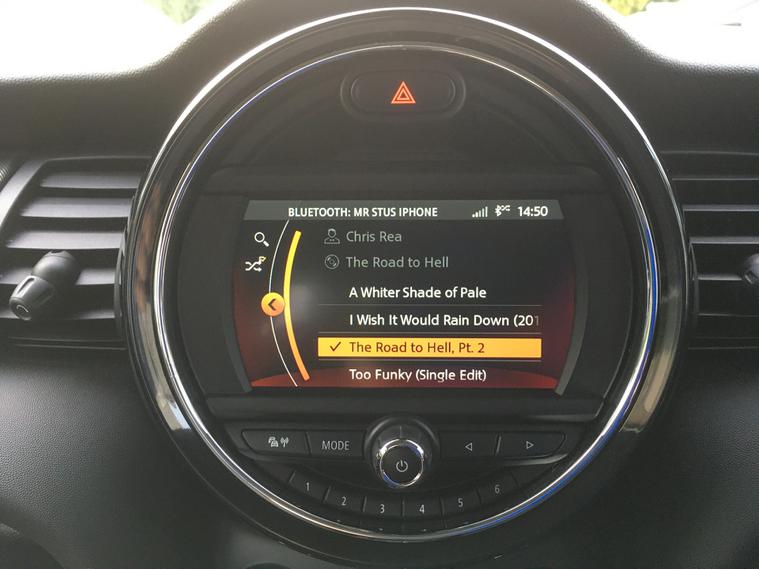 BLUETOOTH: MR STUS IPHONE 14:50
Chris Rea
The Road to Hell
A Whiter Shade of Pale
I Wish It Would Rain Down (201
The Road to Hell, Pt. 2
Too Funky (Single Edit)
MODE
1 2 3 4 5 6